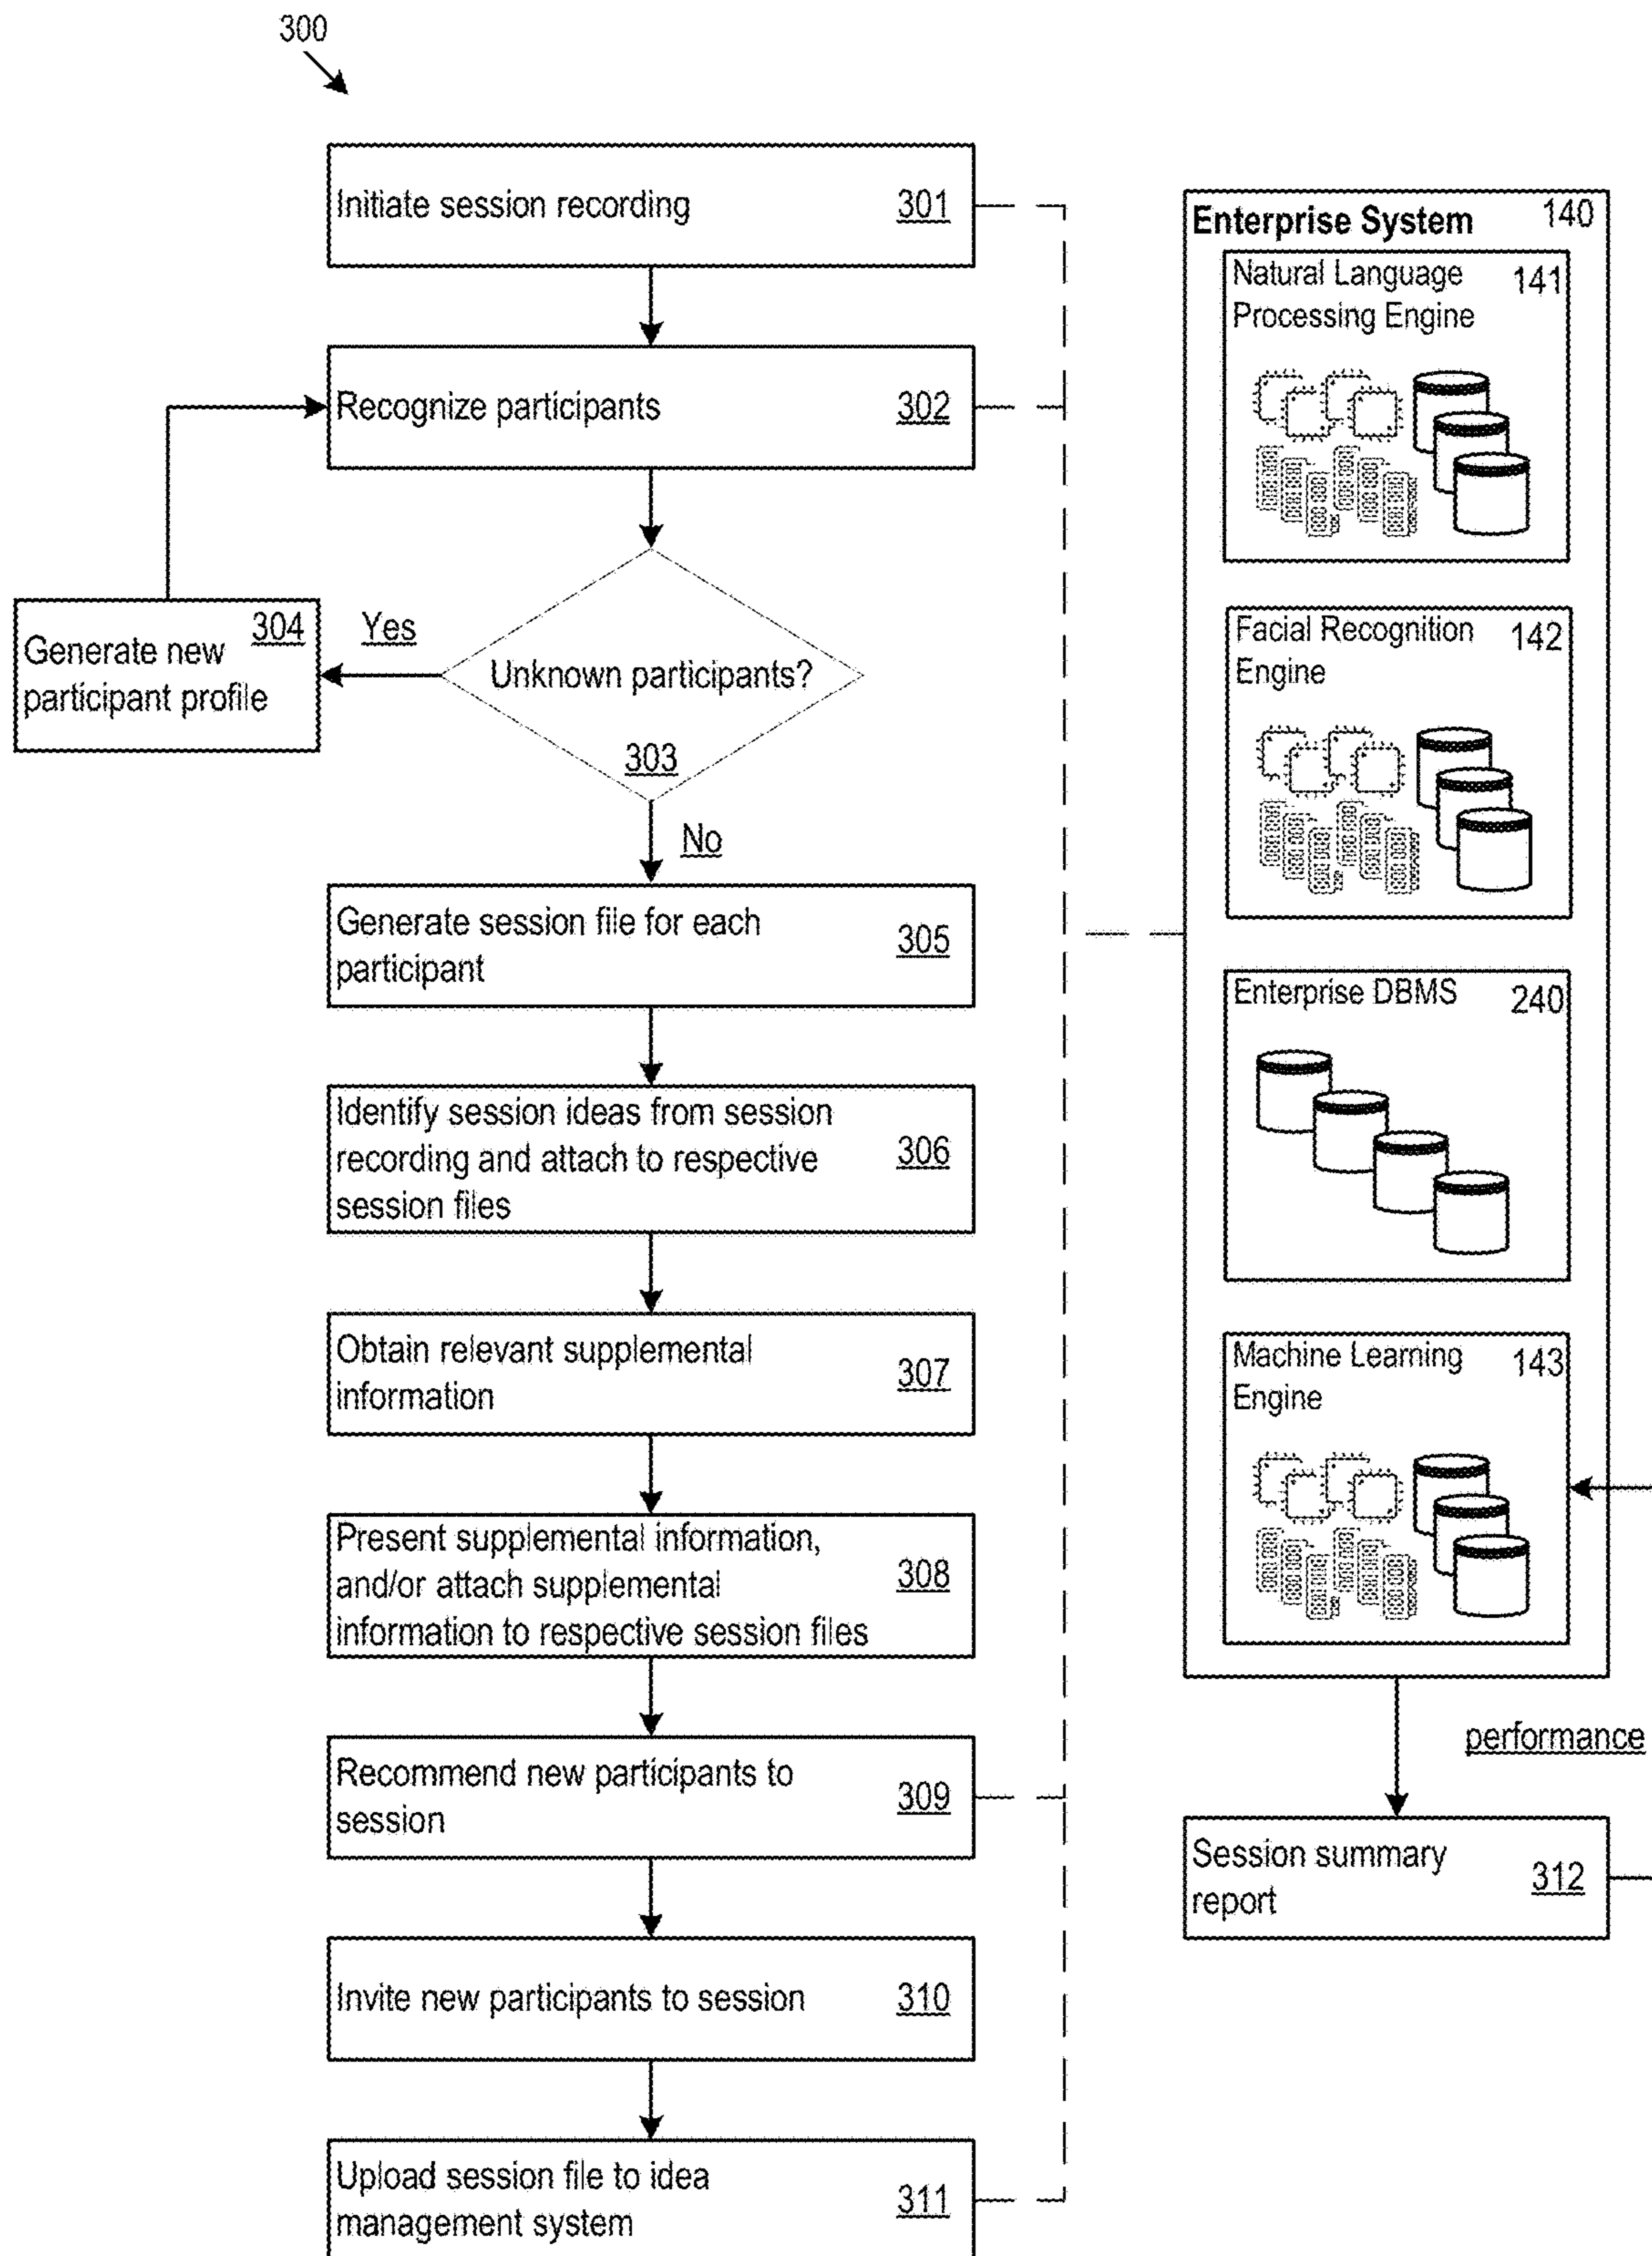 300
Initiate session recording 301
Recognize participants 302
Generate new 304
participant profile
Yes
Unknown participants?
303
No
Generate session file for each
participant 305
Identify session ideas from session
recording and attach to respective 306
session files
Obtain relevant supplemental
information 307
Present supplemental information,
and/or attach supplemental 308
information to respective session files
Recommend new participants to
session 309
Invite new participants to session 310
Upload session file to idea
management system 311
Enterprise System 140
Natural Language 141
Processing Engine
Facial Recognition 142
Engine
Enterprise DBMS 240
Machine Learning 143
Engine
performance
Session summary
report 312